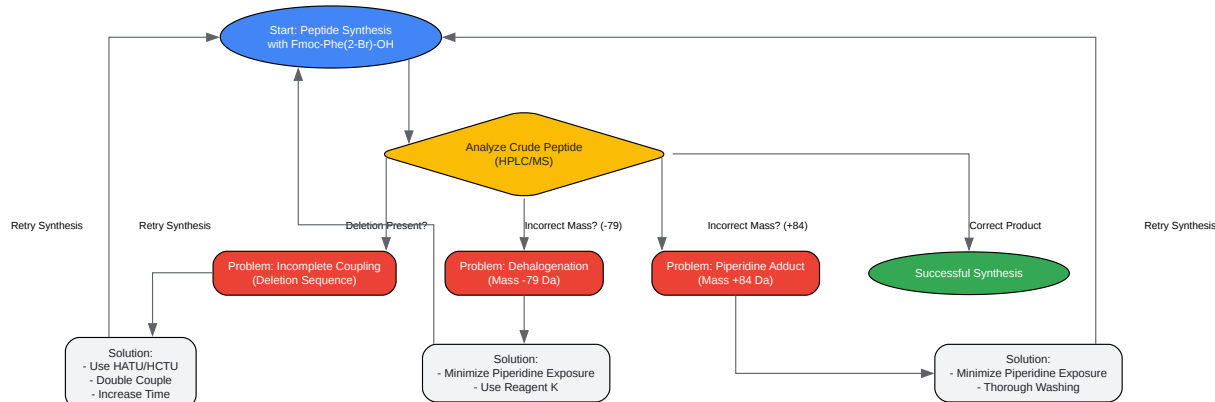 Start: Peptide Synthesis
with Fmoc-Phe(2-Br)-OH
Analyze Crude Peptide
(HPLC/MS)
Retry Synthesis
Retry Synthesis
Deletion Present?
Incorrect Mass? (-79)
Incorrect Mass? (+84)
Correct Product
Retry Synthesis
Problem: Incomplete Coupling
(Deletion Sequence)
Problem: Dehalogenation
(Mass -79 Da)
Problem: Piperidine Adduct
(Mass +84 Da)
Successful Synthesis
Solution:
- Use HATU/HCTU
- Double Couple
- Increase Time
Solution:
- Minimize Piperidine Exposure
- Use Reagent K
Solution:
- Minimize Piperidine Exposure
- Thorough Washing